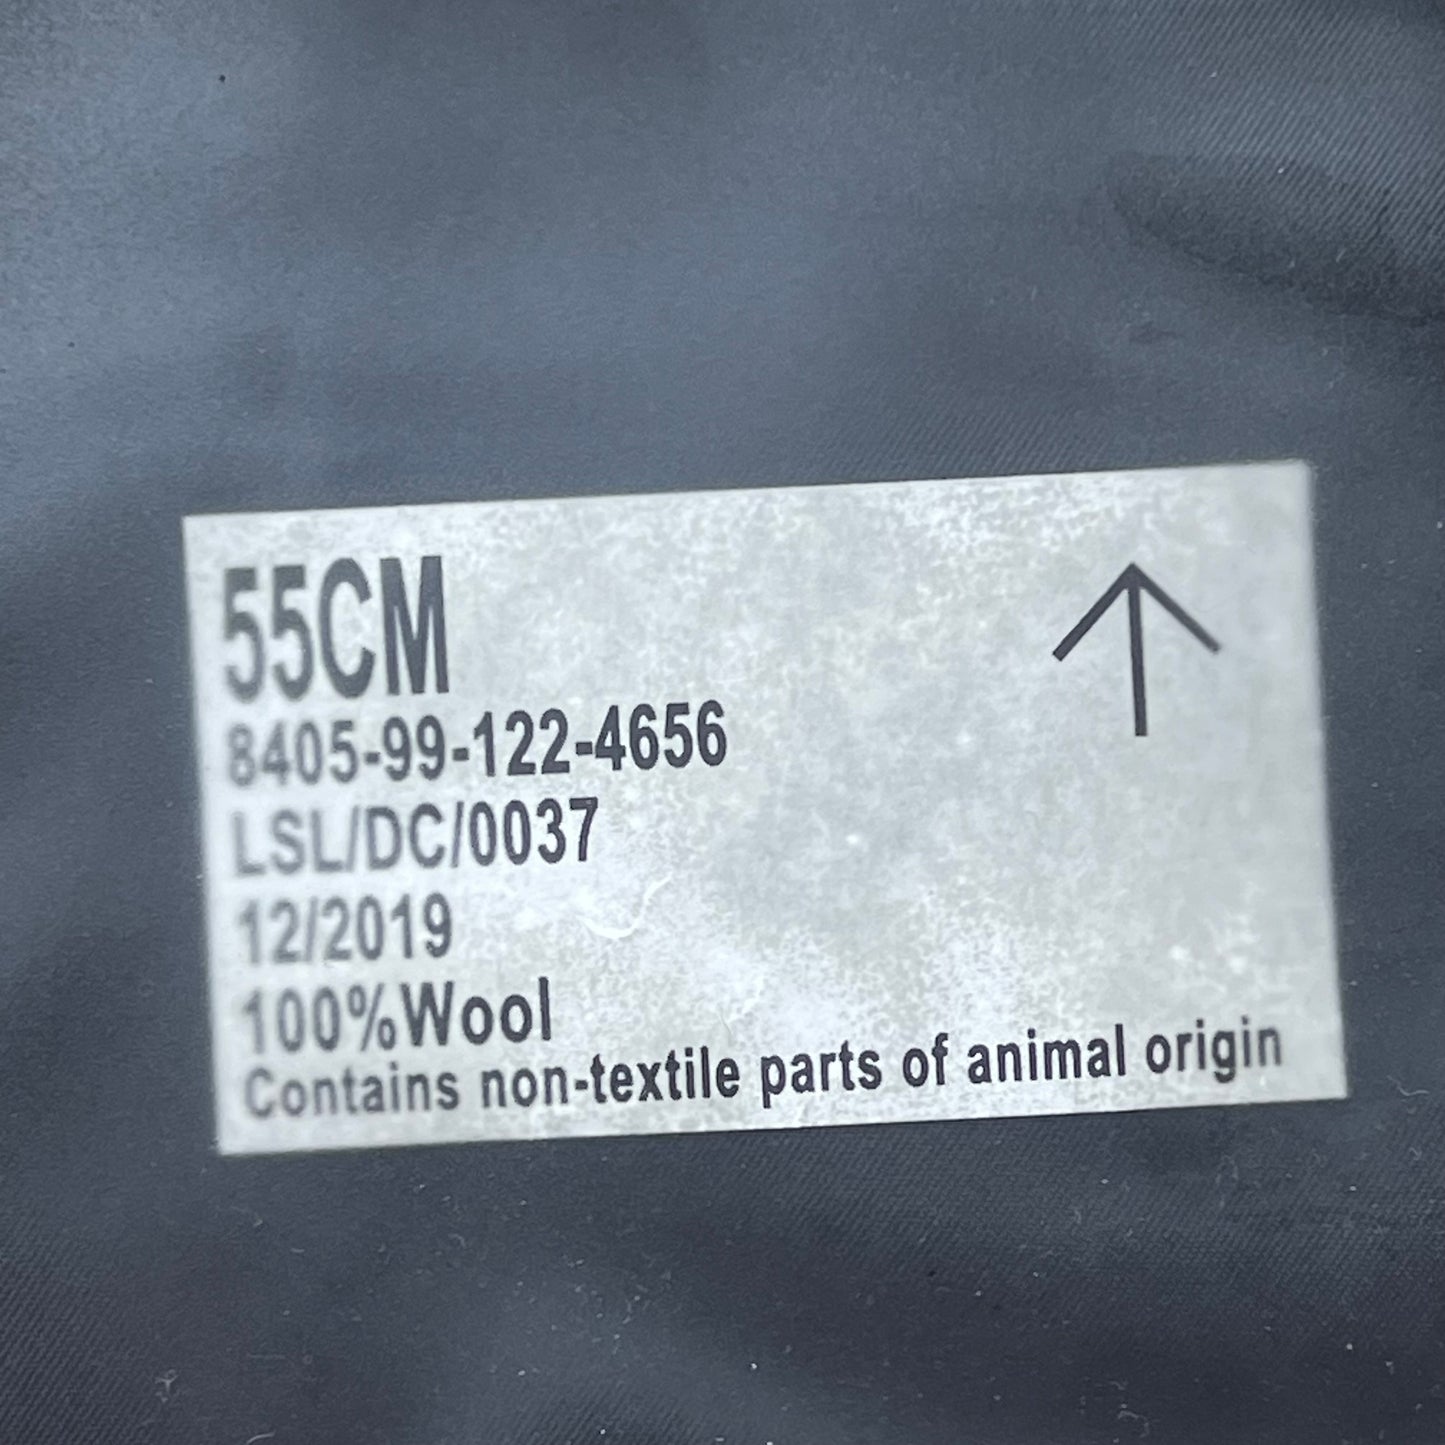 55CM
8405-99-122-4656
LSL/DC/0037
12/2019
100%Wool
Contains non-textile parts of animal origin